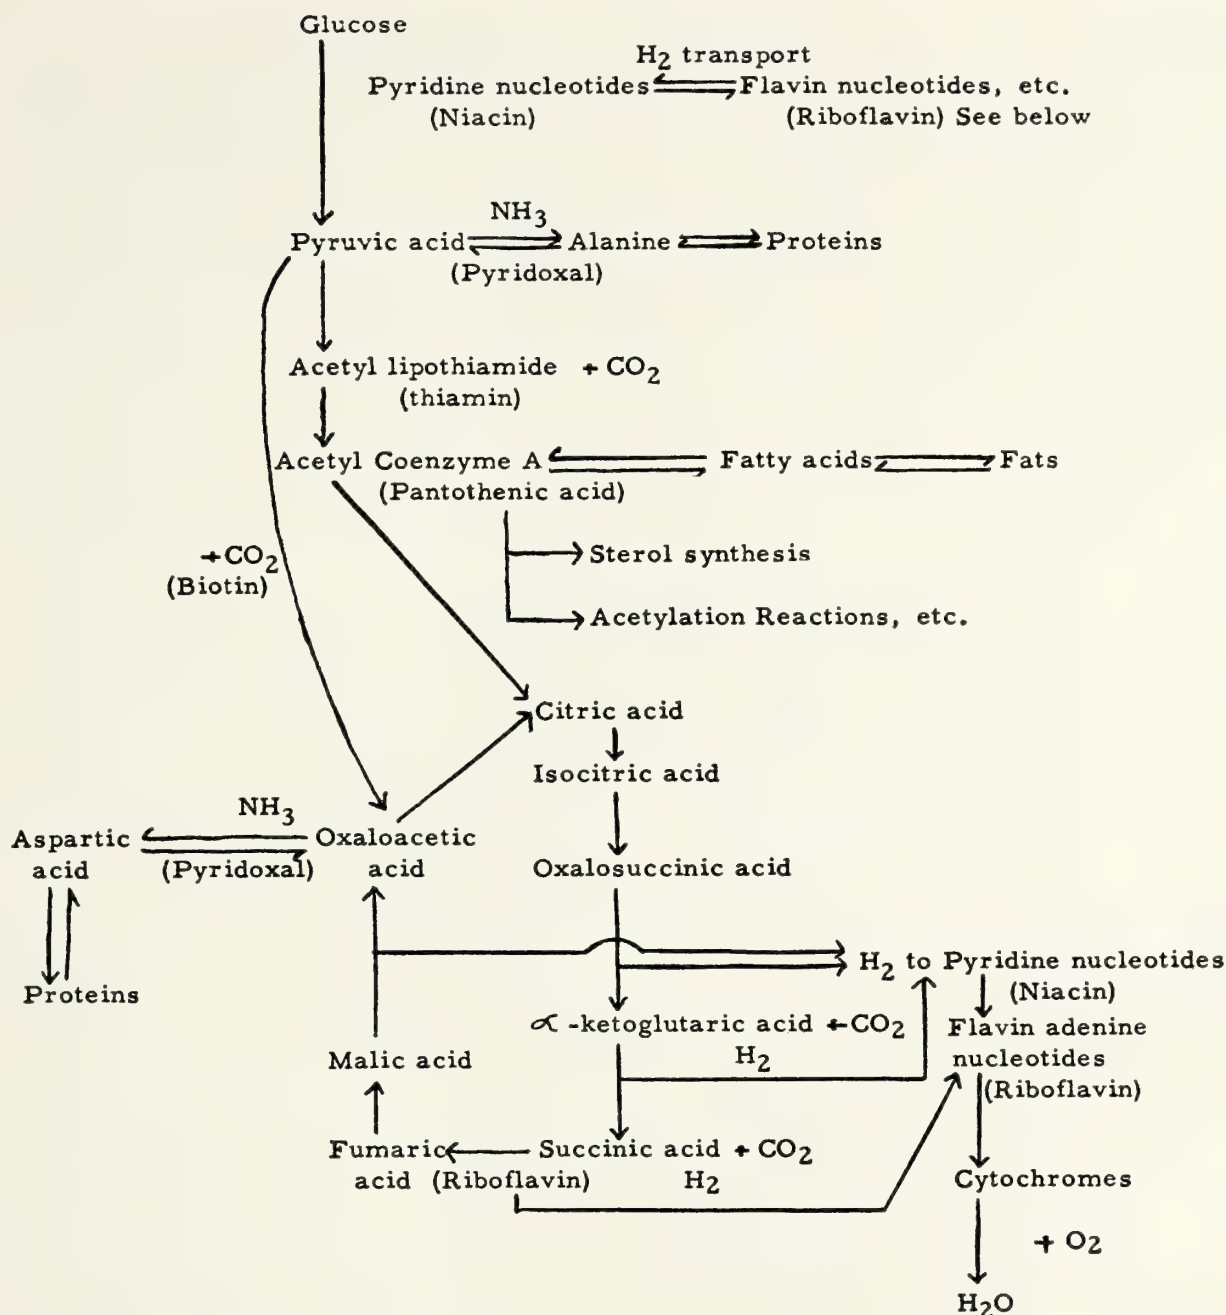 Glucose
H2 transport
Pyridine nucleotides Flavin nucleotides, etc.
(Niacin) (Riboflavin) See below
NH3
Pyruvic acid Alanine Proteins
(Pyridoxal)
Acetyl lipothiamide + CO2
(thiamin)
Acetyl Coenzyme A Fatty acids Fats
(Pantothenic acid)
Sterol synthesis
+CO2
(Biotin)
Acetylation Reactions, etc.
Citric acid
Isocitric acid
NH3
Aspartic Oxaloacetic
acid (Pyridoxal) acid Oxalosuccinic acid
Proteins
H2 to Pyridine nucleotides
(Niacin)
α -ketoglutaric acid +CO2 Flavin adenine
Malic acid H2 nucleotides
(Riboflavin)
Fumaric Succinic acid + CO2
acid (Riboflavin) H2 Cytochromes
+ O2
H2O